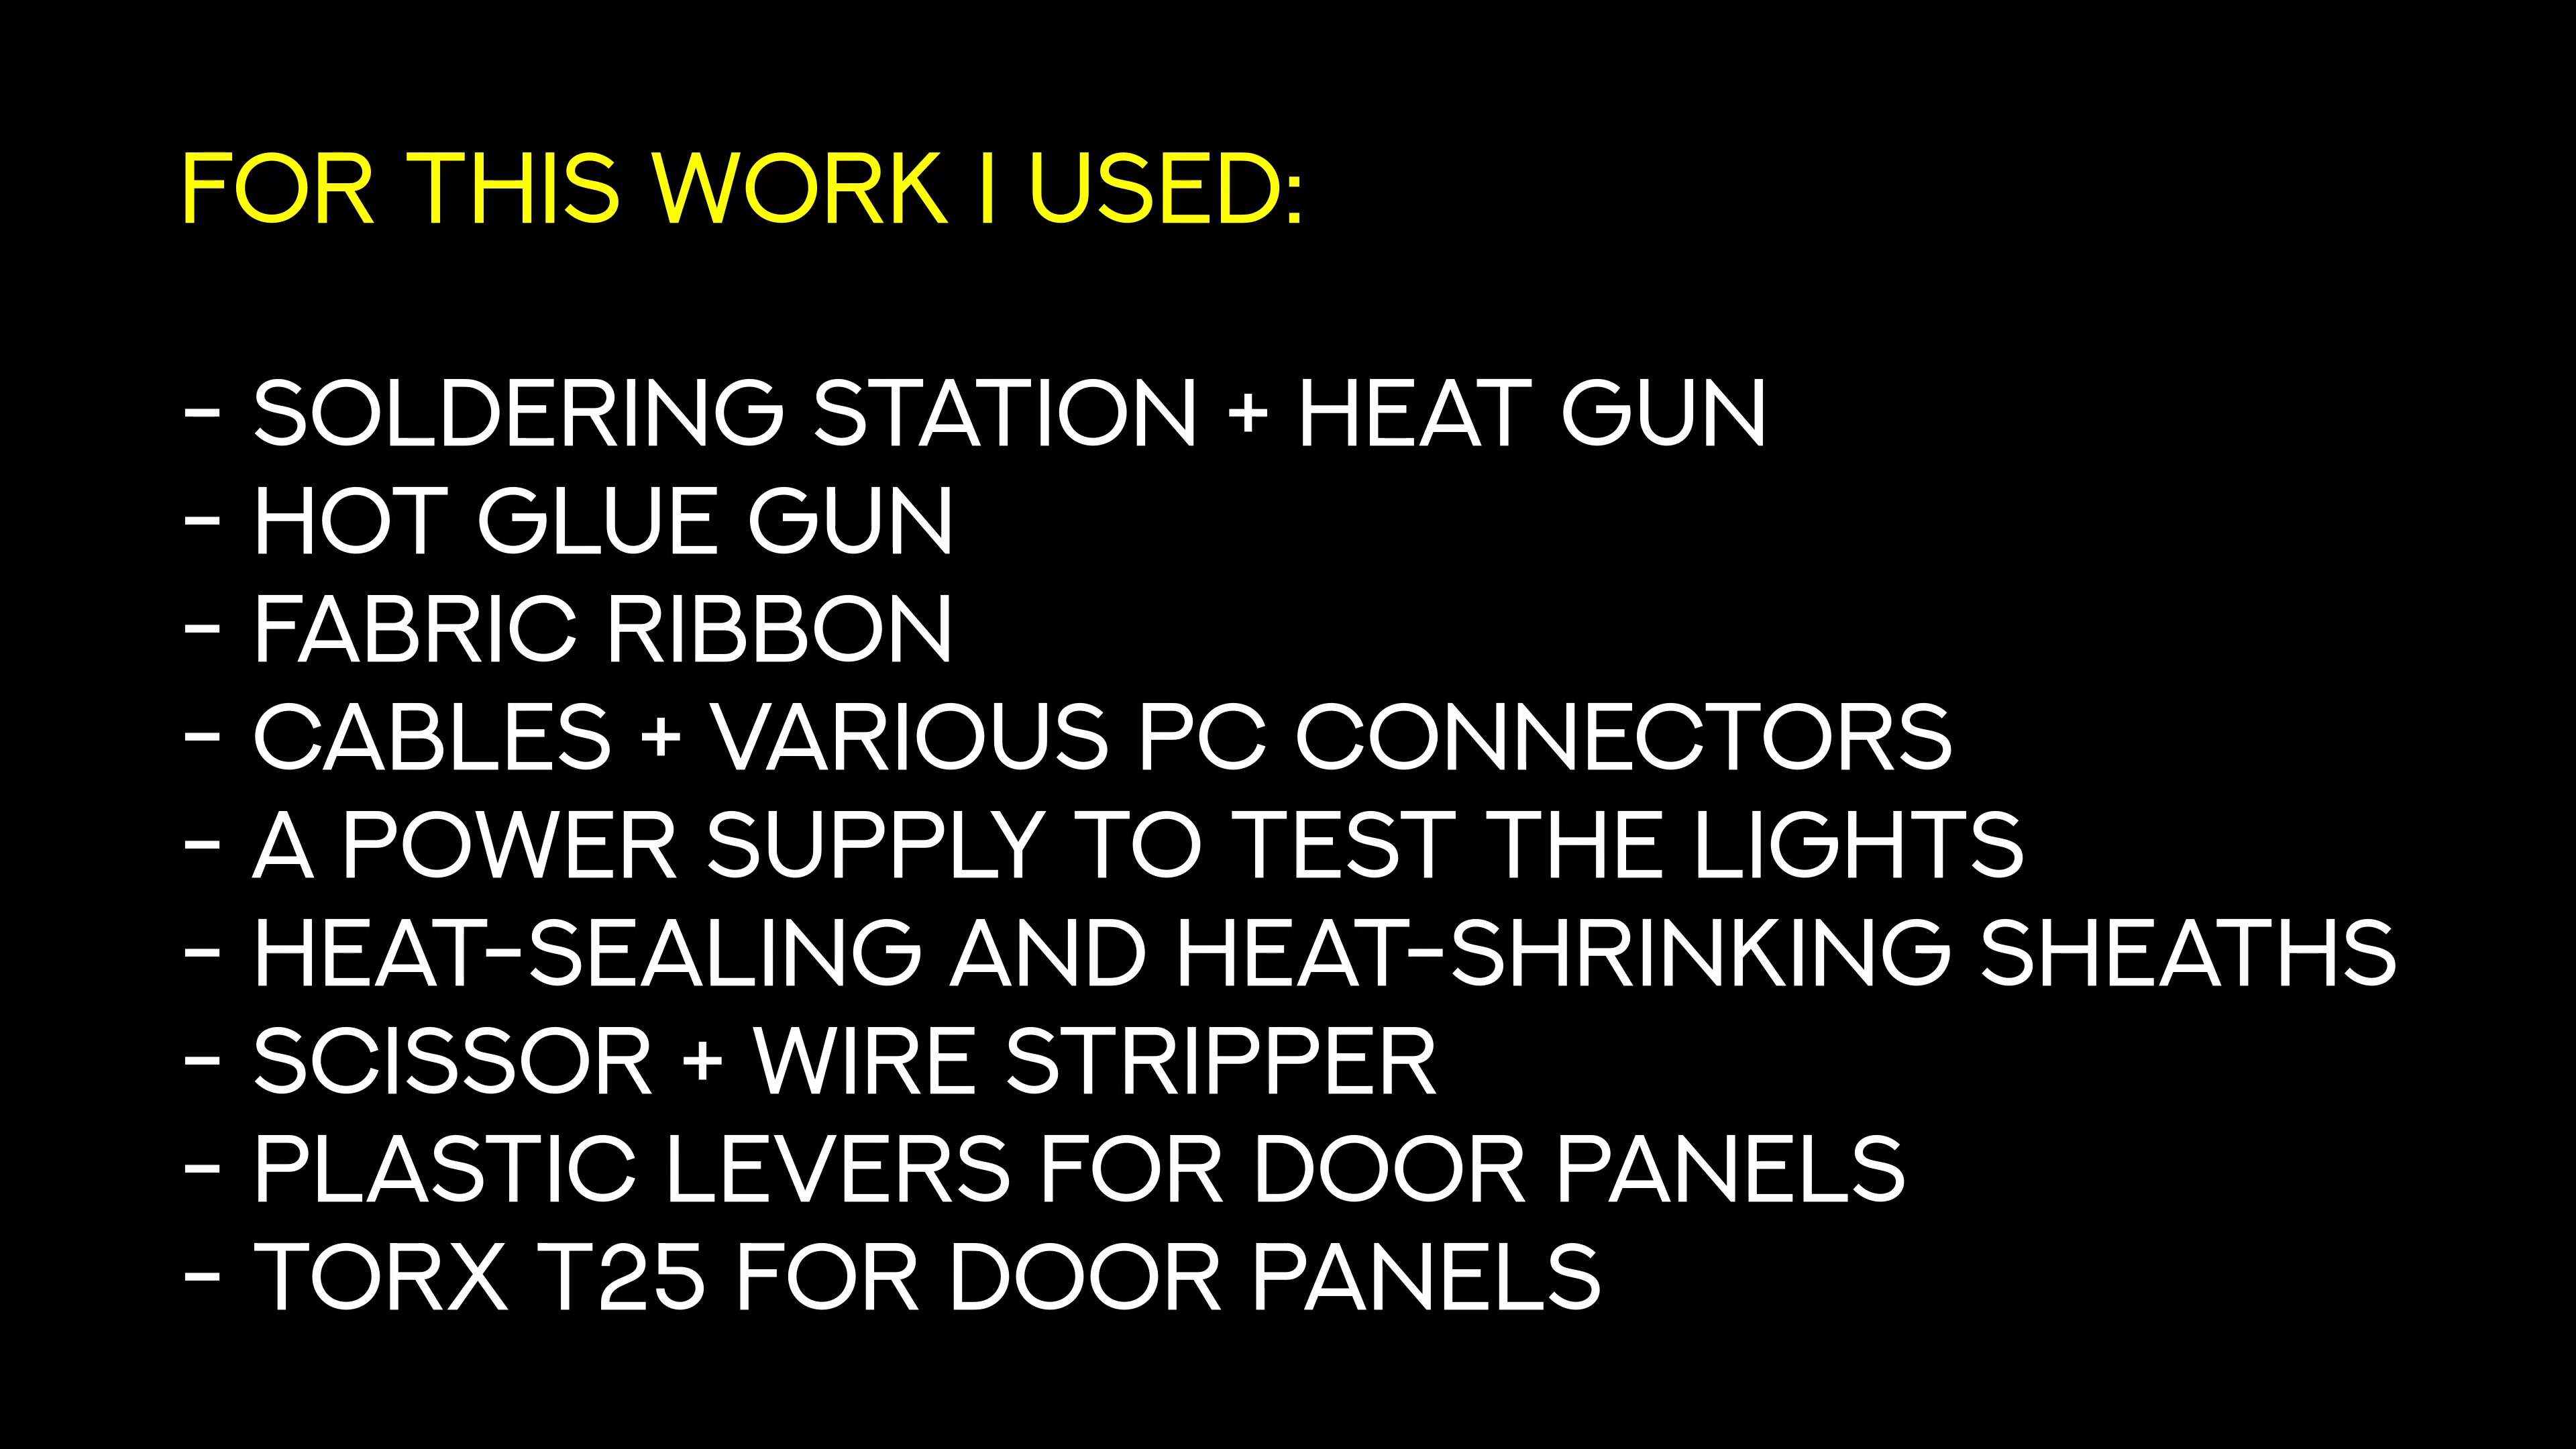 FOR THIS WORK I USED:
- SOLDERING STATION + HEAT GUN
- HOT GLUE GUN
- FABRIC RIBBON
- CABLES + VARIOUS PC CONNECTORS
- A POWER SUPPLY TO TEST THE LIGHTS
- HEAT-SEALING AND HEAT-SHRINKING SHEATHS
- SCISSOR + WIRE STRIPPER
- PLASTIC LEVERS FOR DOOR PANELS
- TORX T25 FOR DOOR PANELS